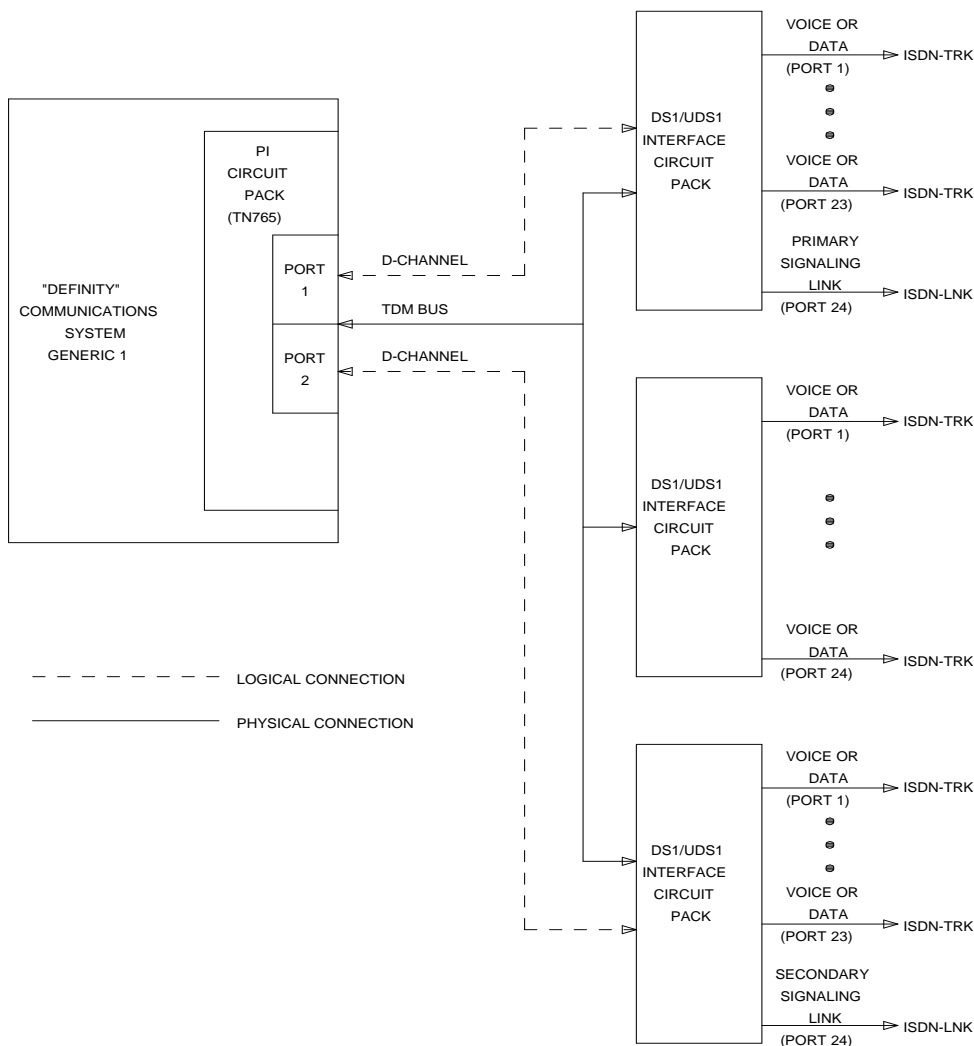 "DEFINITY"
COMMUNICATIONS
SYSTEM
GENERIC 1
PI
CIRCUIT
PACK
(TN765)
PORT
1
PORT
2
D-CHANNEL
TDM BUS
D-CHANNEL
DS1/UDS1
INTERFACE
CIRCUIT
PACK
VOICE OR
DATA
(PORT 1)
ISDN-TRK
VOICE OR
DATA
(PORT 23)
ISDN-TRK
PRIMARY
SIGNALING
LINK
(PORT 24)
ISDN-LNK
DS1/UDS1
INTERFACE
CIRCUIT
PACK
VOICE OR
DATA
(PORT 1)
ISDN-TRK
VOICE OR
DATA
(PORT 24)
ISDN-TRK
LOGICAL CONNECTION
PHYSICAL CONNECTION
DS1/UDS1
INTERFACE
CIRCUIT
PACK
VOICE OR
DATA
(PORT 1)
ISDN-TRK
VOICE OR
DATA
(PORT 23)
ISDN-TRK
SECONDARY
SIGNALING
LINK
(PORT 24)
ISDN-LNK